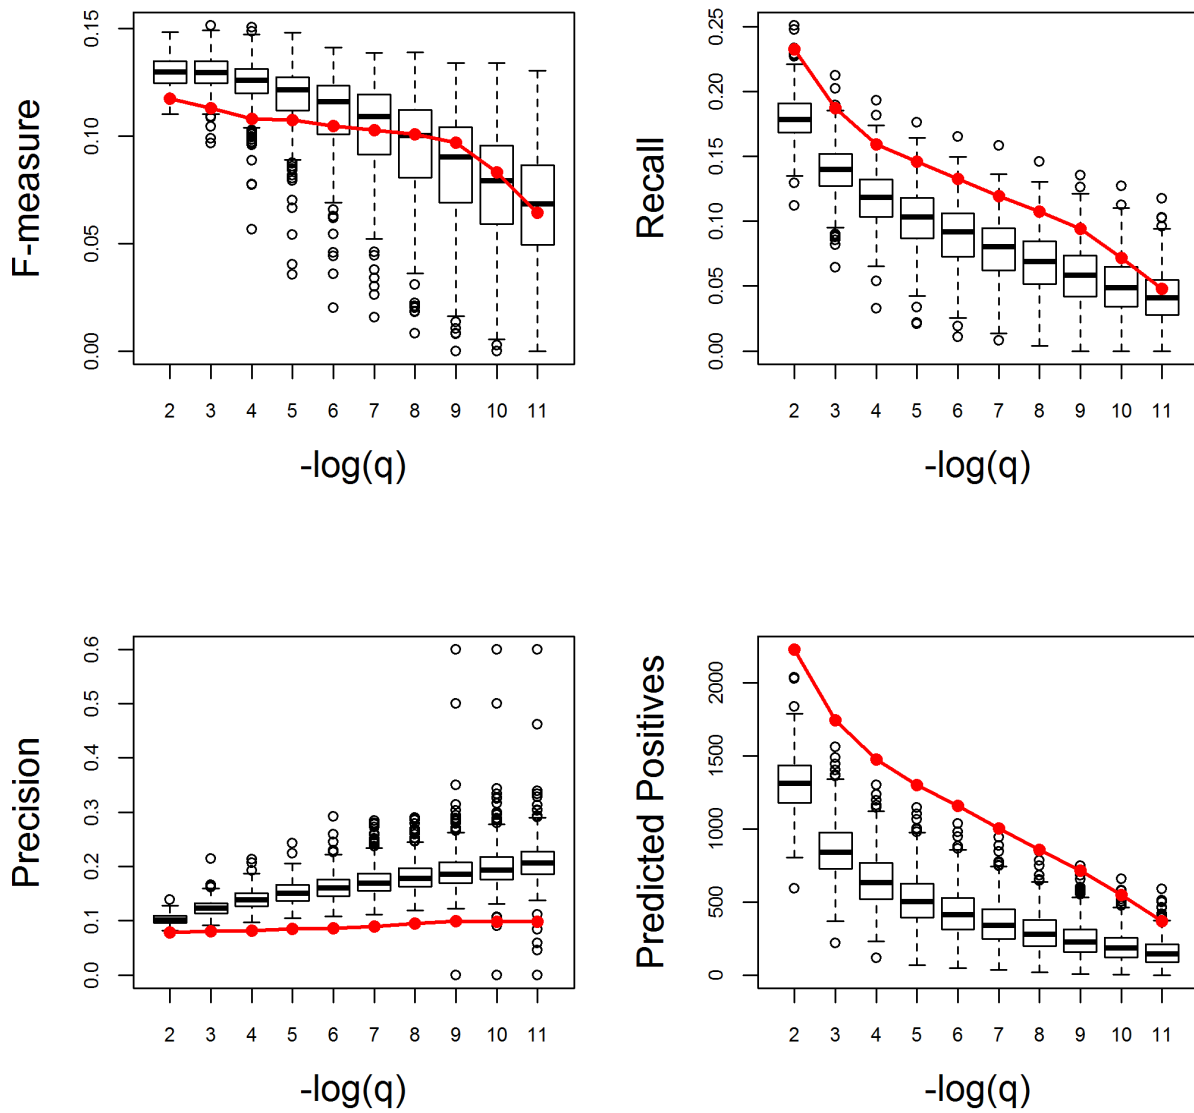 F-measure
0.00 0.05 0.10 0.15
2 3 4 5 6 7 8 9 10 11
-log(q)
Recall
0.00 0.05 0.10 0.15 0.20 0.25
2 3 4 5 6 7 8 9 10 11
-log(q)
Precision
0.0 0.1 0.2 0.3 0.4 0.5 0.6
2 3 4 5 6 7 8 9 10 11
-log(q)
Predicted Positives
0 500 1000 1500 2000
2 3 4 5 6 7 8 9 10 11
-log(q)